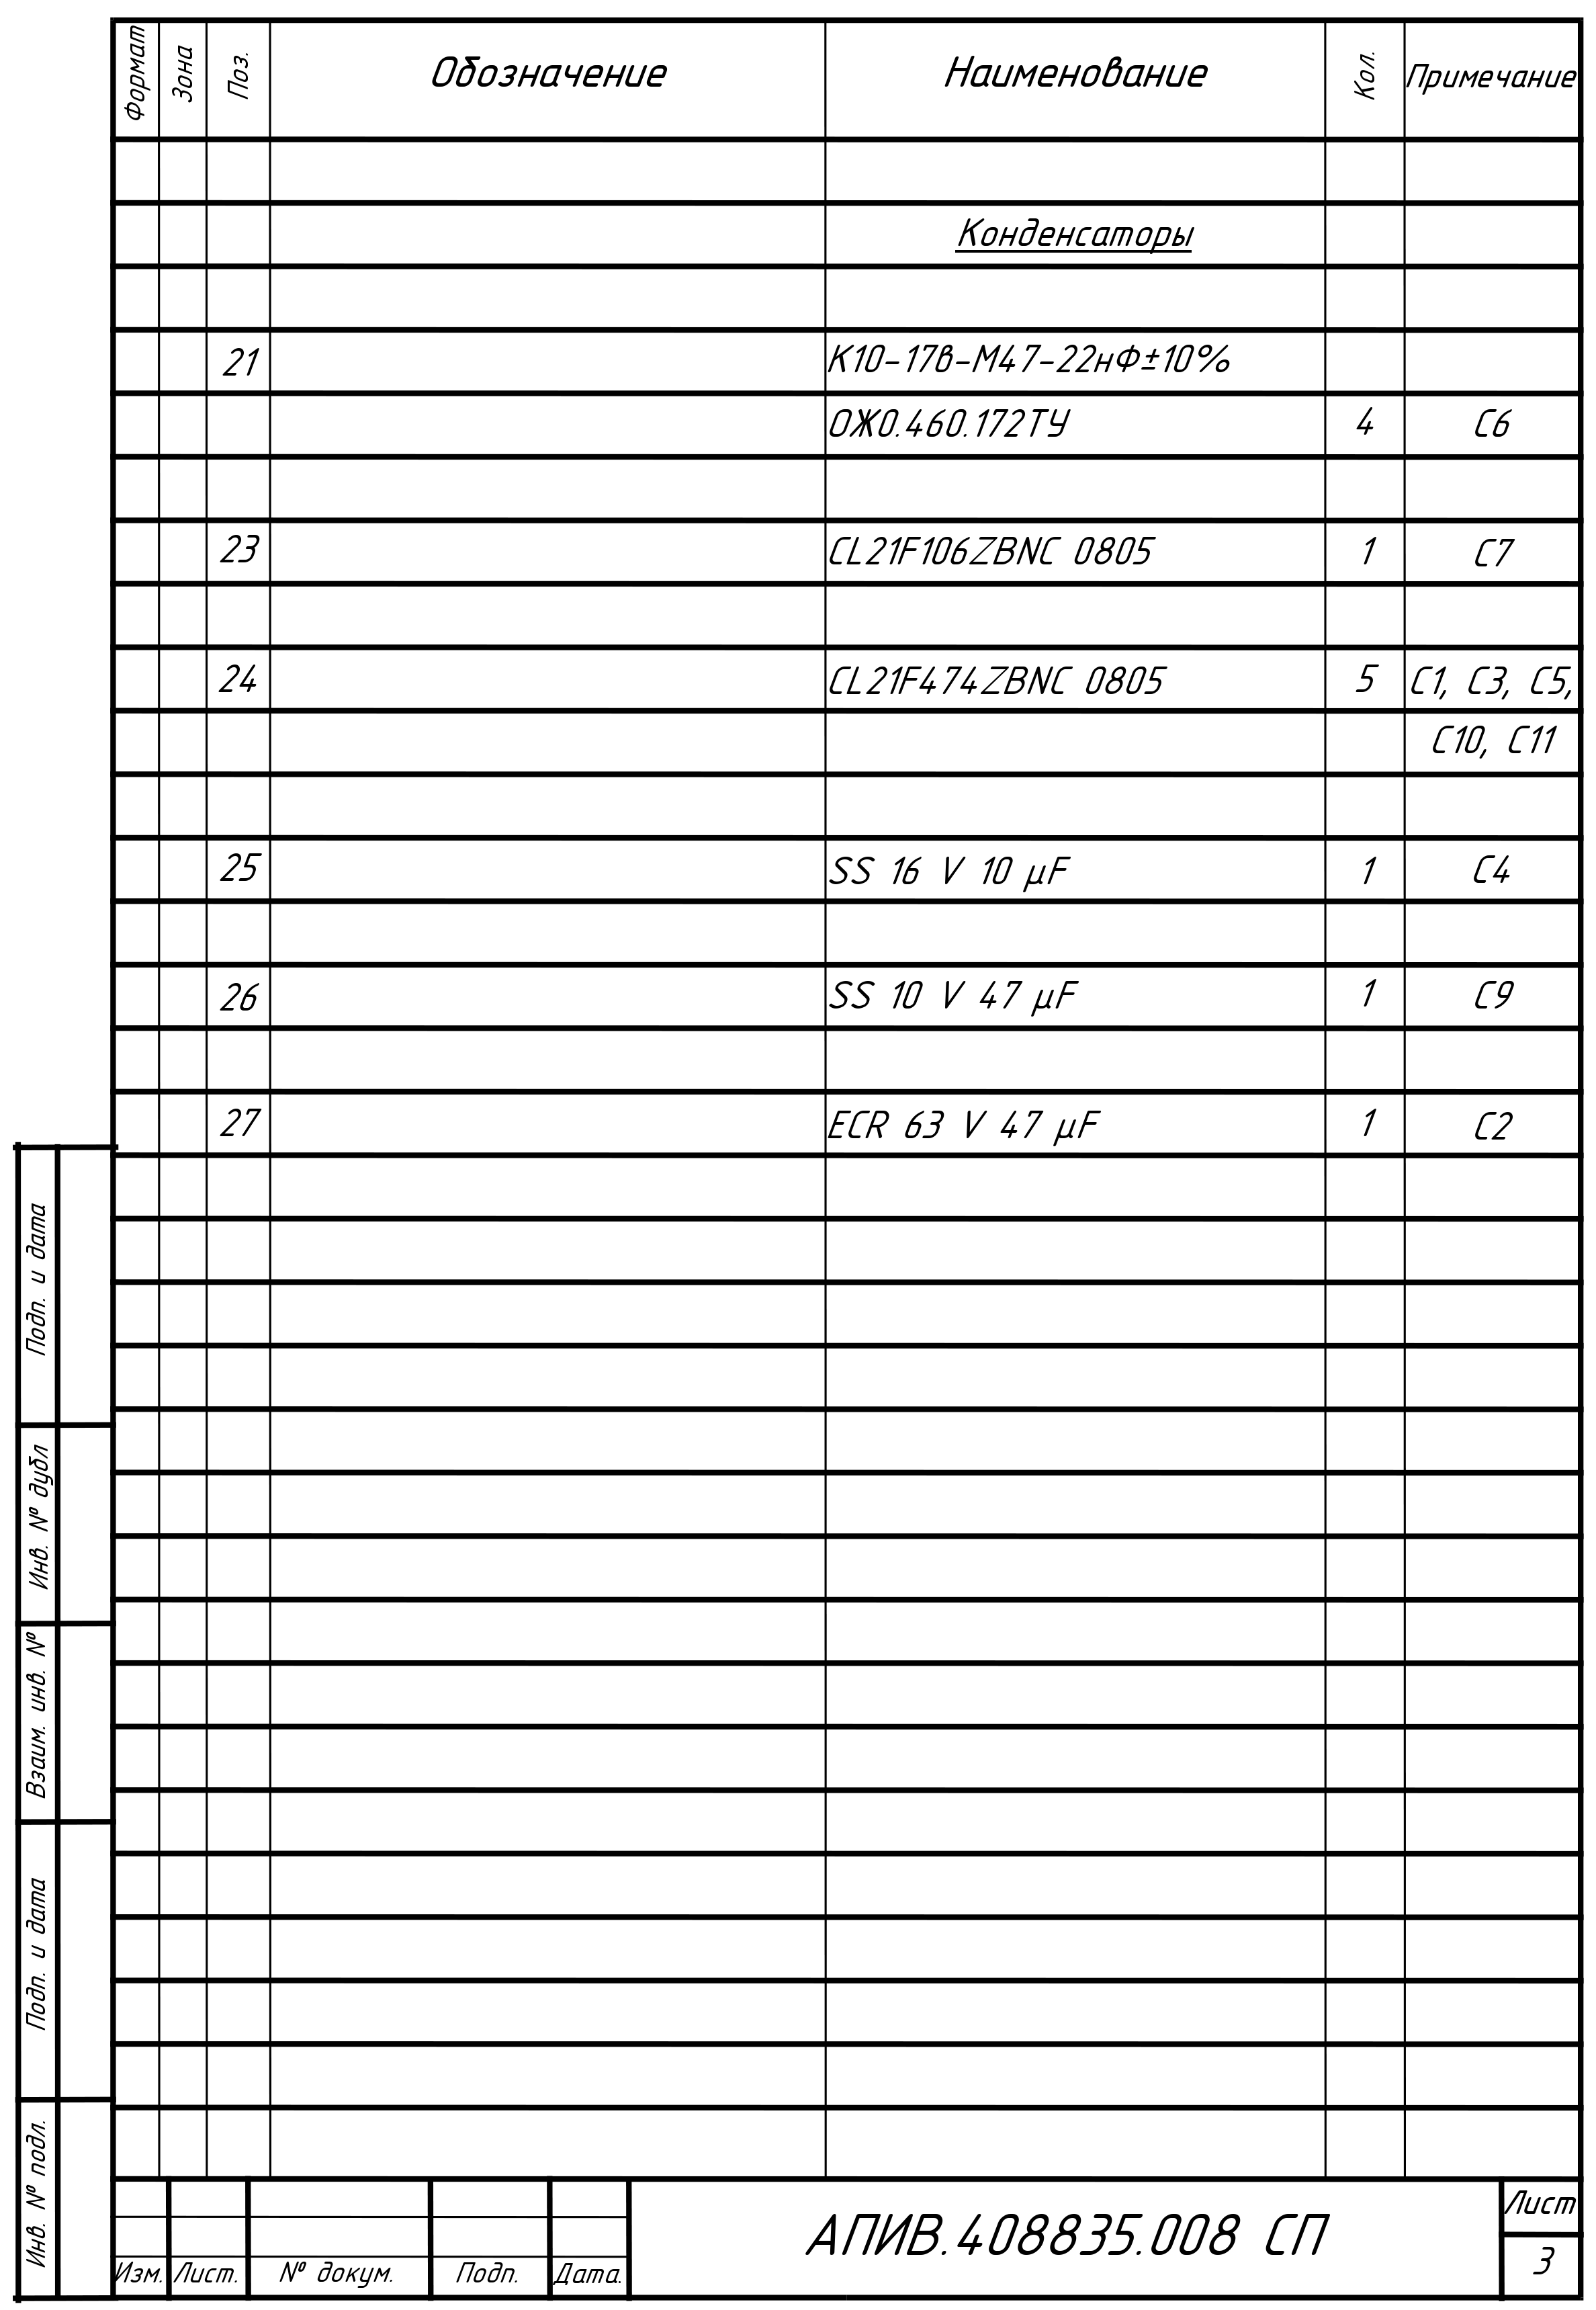 Формат Зона Поз. Обозначение Наименование Кол. Примечание
Конденсаторы
21 К10-17в-М47-22нФ±10%
ОЖ0.460.172ТУ 4 С6
23 CL21F106ZBNC 0805 1 С7
24 CL21F474ZBNC 0805 5 С1, С3, С5,
С10, С11
25 SS 16 V 10 µF 1 С4
26 SS 10 V 47 µF 1 С9
27 ECR 63 V 47 µF 1 С2
Подп. и дата
Инв. № дубл
Взаим. инв. №
Подп. и дата
Инв. № подл.
Изм. Лист. № докум. Подп. Дата.
АПИВ.408835.008 СП
Лист
3